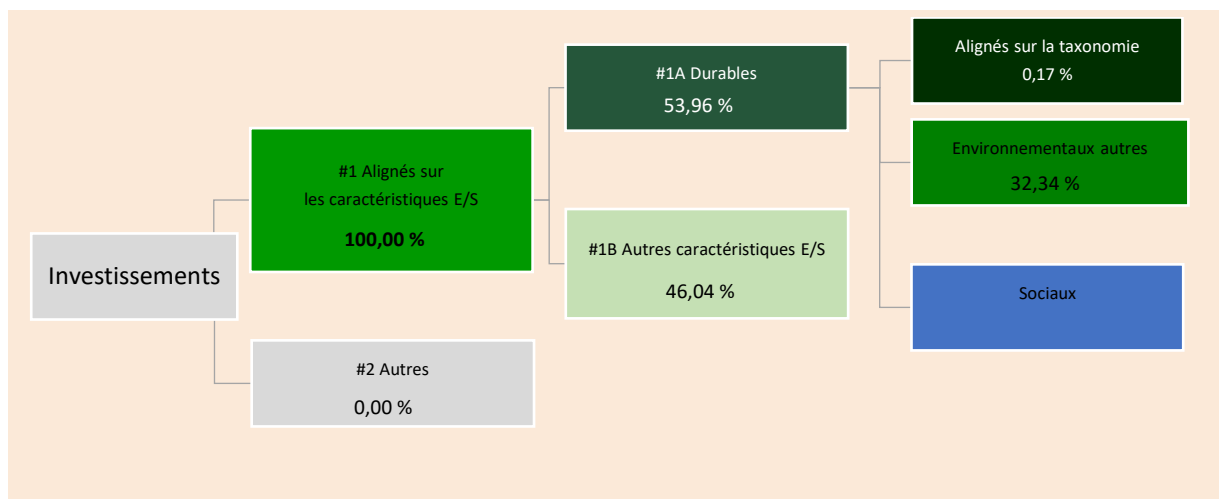 Investissements
#1 Alignés sur
les caractéristiques E/S
100,00 %
#2 Autres
0,00 %
#1A Durables
53,96 %
#1B Autres caractéristiques E/S
46,04 %
Alignés sur la taxonomie
0,17 %
Environnementaux autres
32,34 %
Sociaux